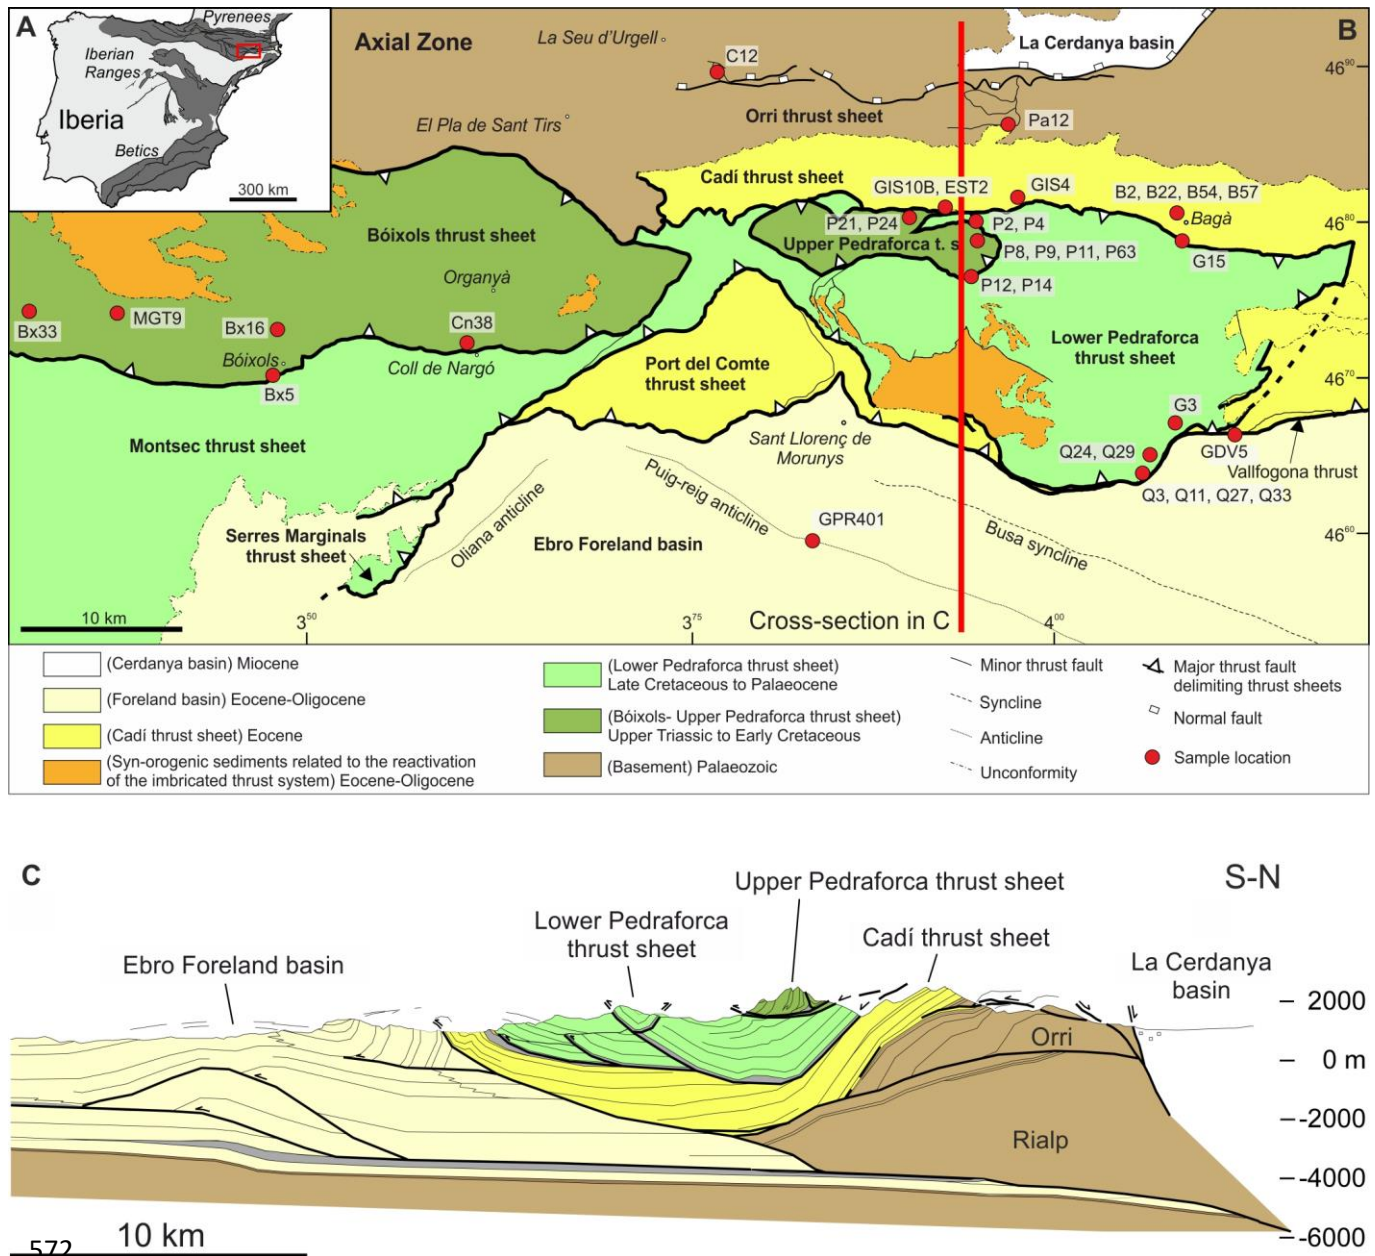 A
Pyrenees
Iberian
Ranges
Iberia
Betics
300 km
B
Axial Zone
La Seu d'Urgell
La Cerdanya basin
C12
46⁹⁰
Orri thrust sheet
Pa12
El Pla de Sant Tirs
Cadí thrust sheet
GIS10B, EST2
GIS4
B2, B22, B54, B57
P21, P24
P2, P4
Bagà
46⁸⁰
Bóixols thrust sheet
Upper Pedraforca t. s
P8, P9, P11, P63
G15
Organyà
P12, P14
Bx33
MGT9
Bx16
Cn38
Lower Pedraforca
thrust sheet
Bóixols
Coll de Nargó
Port del Comte
thrust sheet
46⁷⁰
Bx5
G3
Montsec thrust sheet
Sant Llorenç de
Morunys
Q24, Q29
GDV5
Vallfogona thrust
Puig-reig anticline
Q3, Q11, Q27, Q33
Oliana anticline
GPR401
Serres Marginals
thrust sheet
Ebro Foreland basin
Busa syncline
46⁶⁰
10 km
3⁵⁰
3⁷⁵
Cross-section in C
4⁰⁰
(Cerdanya basin) Miocene
(Foreland basin) Eocene-Oligocene
(Cadí thrust sheet) Eocene
(Syn-orogenic sediments related to the reactivation
of the imbricated thrust system) Eocene-Oligocene
(Lower Pedraforca thrust sheet)
Late Cretaceous to Palaeocene
(Bóixols- Upper Pedraforca thrust sheet)
Upper Triassic to Early Cretaceous
(Basement) Palaeozoic
Minor thrust fault
Syncline
Anticline
Unconformity
Major thrust fault
delimiting thrust sheets
Normal fault
Sample location
C
S-N
Upper Pedraforca thrust sheet
Lower Pedraforca
thrust sheet
Cadí thrust sheet
Ebro Foreland basin
La Cerdanya
basin
2000
Orri
0 m
-2000
Rialp
-4000
-6000
10 km
572